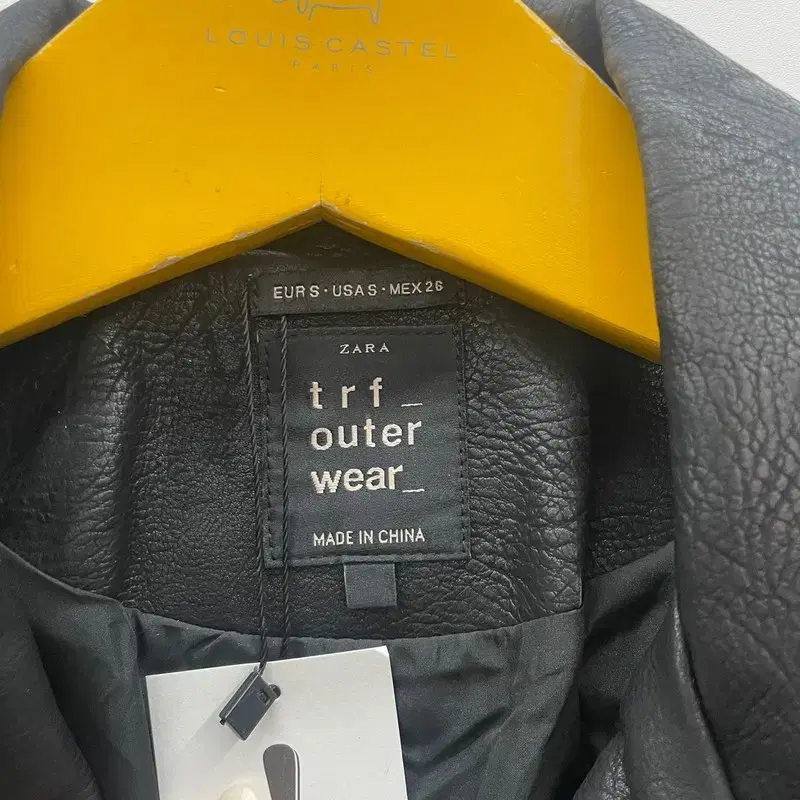 LOUIS CASTEL
PARIS
EUR S · USA S · MEX 26
ZARA
trf_
outer
wear_
MADE IN CHINA